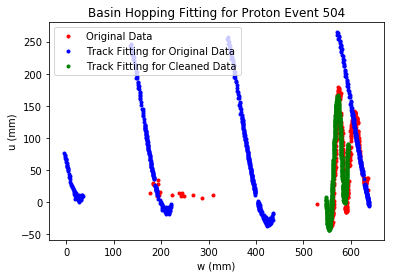 Basin Hopping Fitting for Proton Event 504
Original Data
Track Fitting for Original Data
Track Fitting for Cleaned Data
u (mm)
250
200
150
100
50
0
−50
0
100
200
300
400
500
600
w (mm)